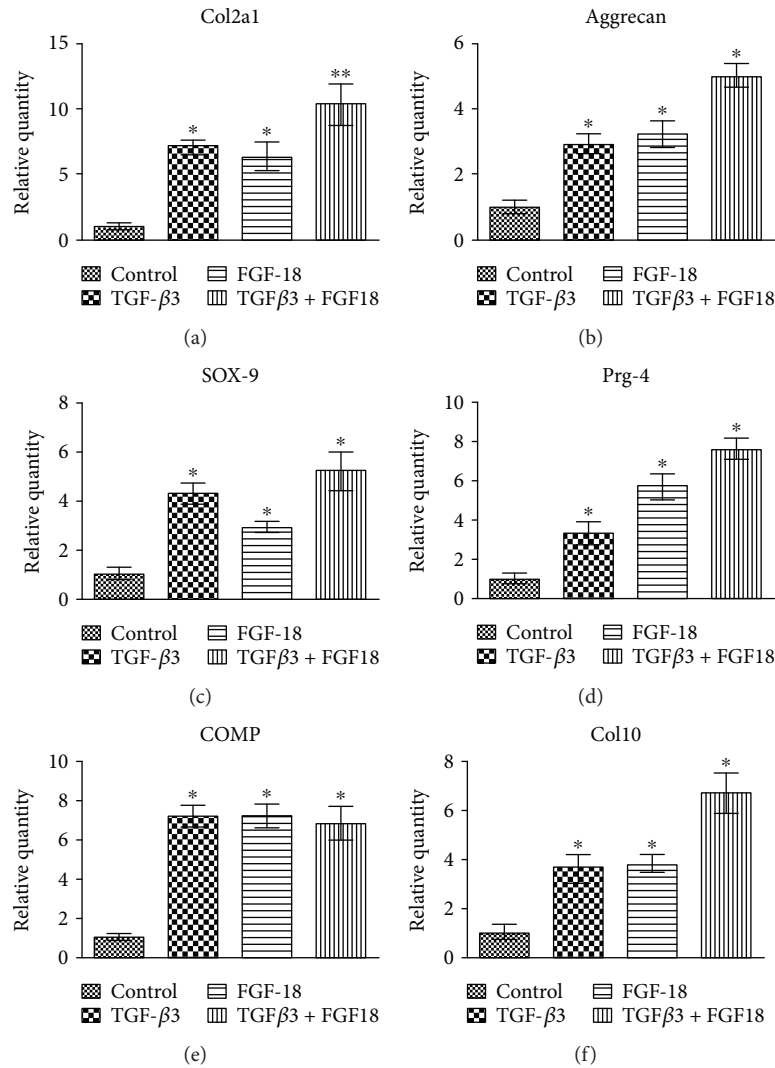 Col2a1
Relative quantity
15
10
5
0
*
*
**
Control
FGF-18
TGF-β3
TGFβ3 + FGF18
(a)
Aggrecan
Relative quantity
6
4
2
0
*
*
*
Control
FGF-18
TGF-β3
TGFβ3 + FGF18
(b)
SOX-9
Relative quantity
8
6
4
2
0
*
*
*
Control
FGF-18
TGF-β3
TGFβ3 + FGF18
(c)
Prg-4
Relative quantity
10
8
6
4
2
0
*
*
*
Control
FGF-18
TGF-β3
TGFβ3 + FGF18
(d)
COMP
Relative quantity
10
8
6
4
2
0
*
*
*
Control
FGF-18
TGF-β3
TGFβ3 + FGF18
(e)
Col10
Relative quantity
8
6
4
2
0
*
*
*
Control
FGF-18
TGF-β3
TGFβ3 + FGF18
(f)